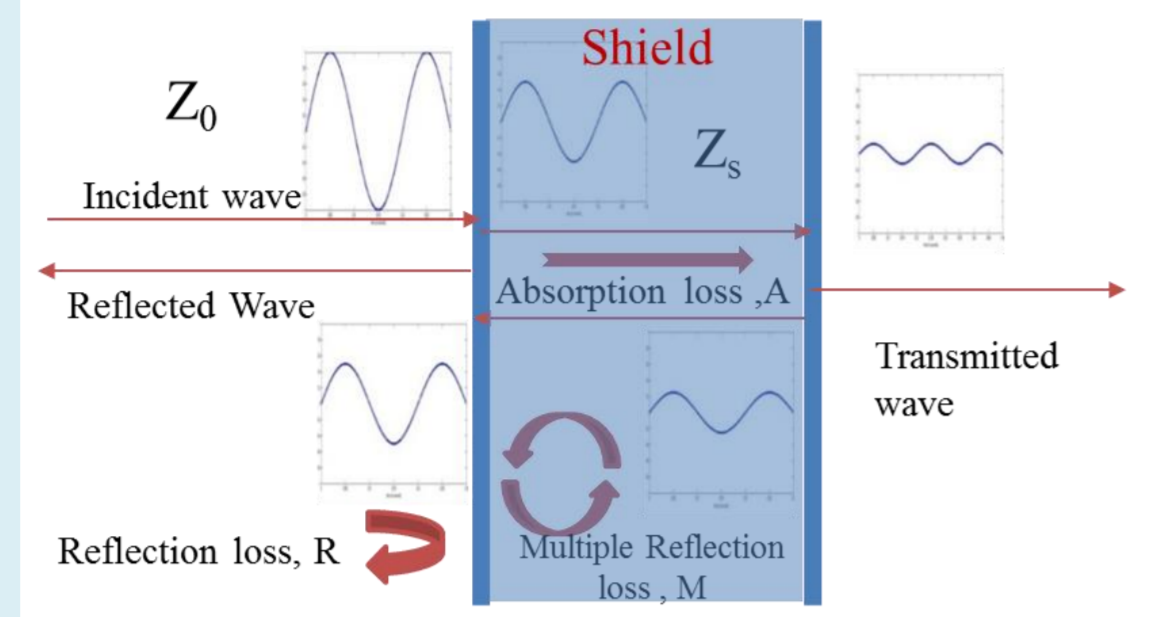 Shield
Z₀
Zₛ
Incident wave
Absorption loss ,A
Reflected Wave
Transmitted
wave
Reflection loss, R
Multiple Reflection
loss , M